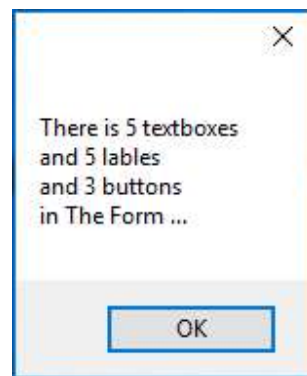 There is 5 textboxes
and 5 lables
and 3 buttons
in The Form ...
OK